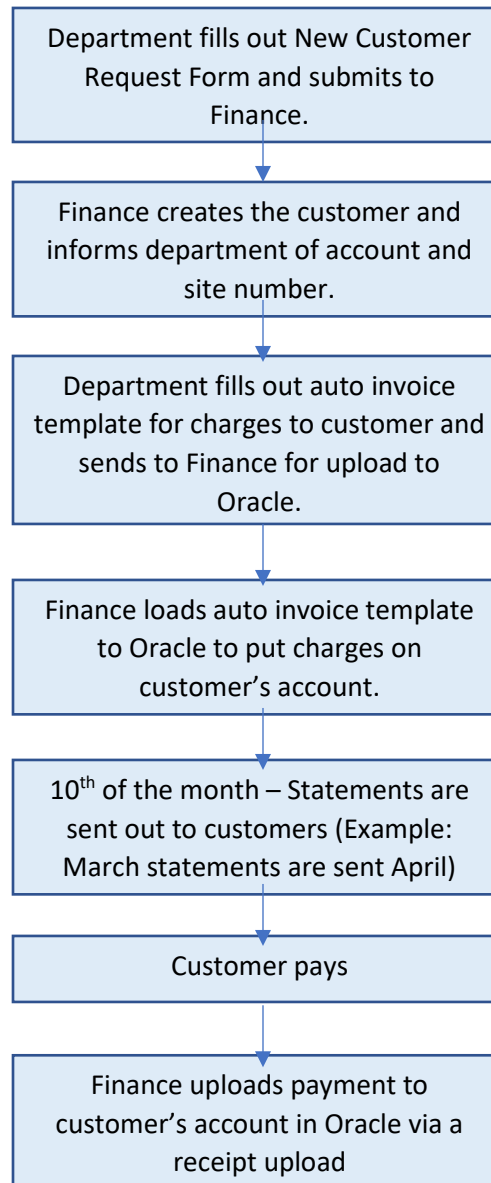 Department fills out New Customer
Request Form and submits to
Finance.
Finance creates the customer and
informs department of account and
site number.
Department fills out auto invoice
template for charges to customer and
sends to Finance for upload to
Oracle.
Finance loads auto invoice template
to Oracle to put charges on
customer’s account.
10th of the month – Statements are
sent out to customers (Example:
March statements are sent April)
Customer pays
Finance uploads payment to
customer’s account in Oracle via a
receipt upload